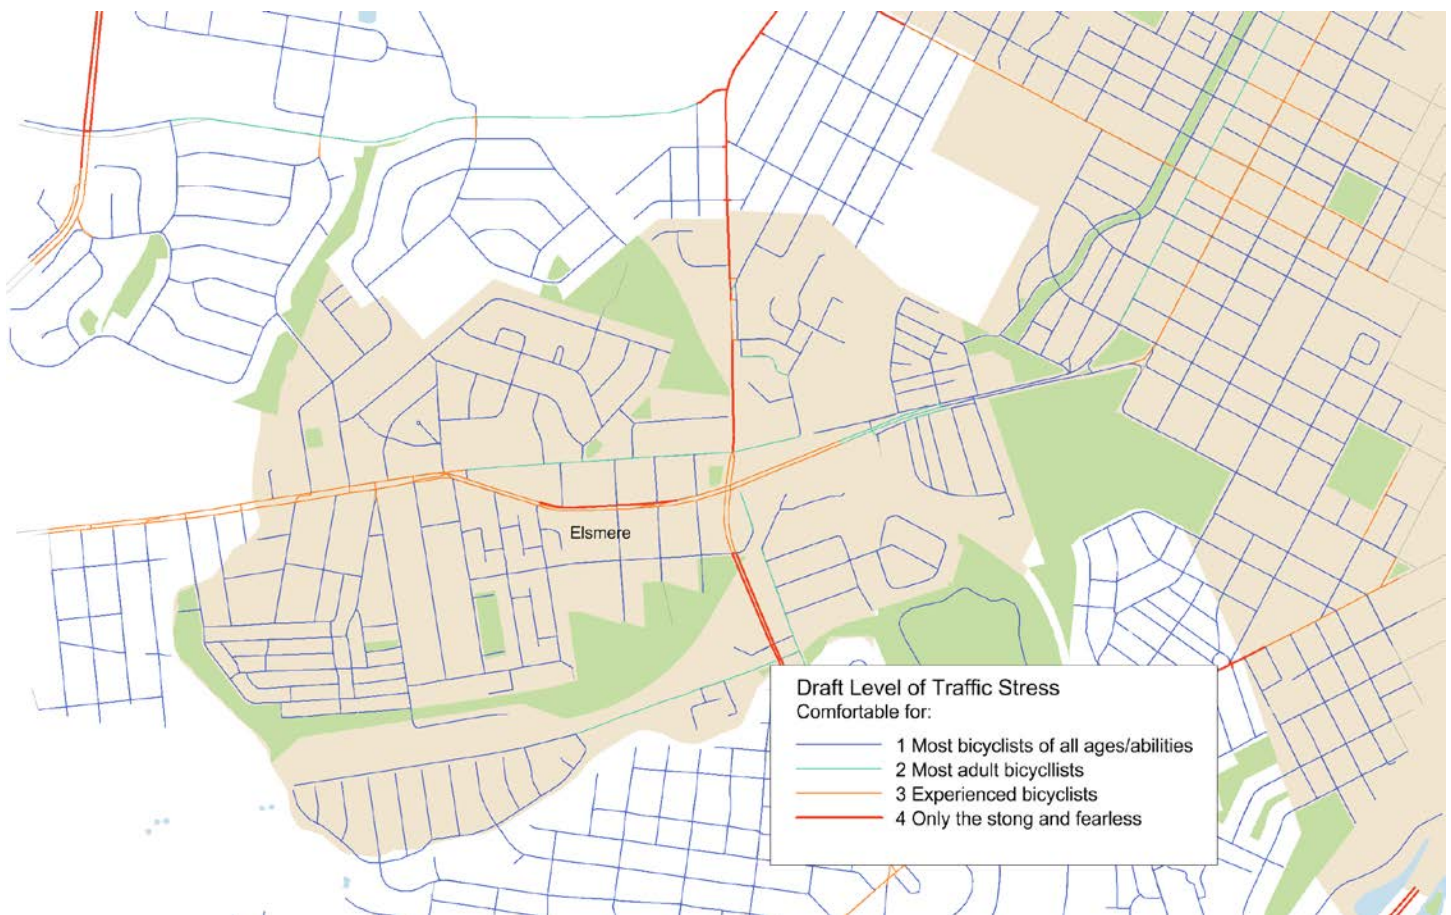 Elsmere
Draft Level of Traffic Stress
Comfortable for:
1 Most bicyclists of all ages/abilities
2 Most adult bicycllists
3 Experienced bicyclists
4 Only the stong and fearless